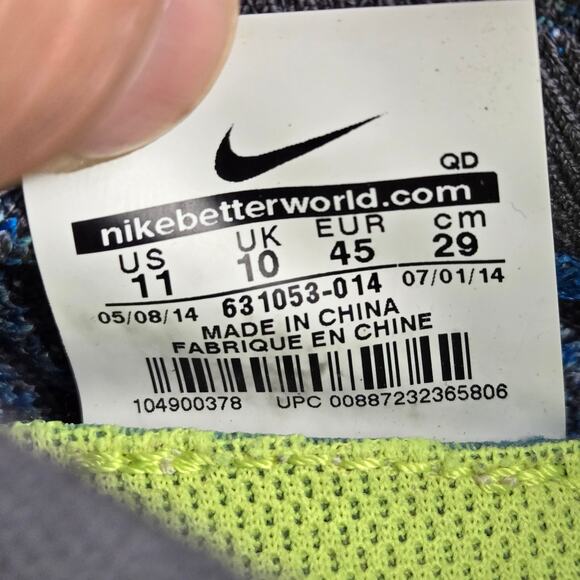 QD
nikebetterworld.com
US UK EUR cm
11 10 45 29
05/08/14 631053-014 07/01/14
MADE IN CHINA
FABRIQUE EN CHINE
104900378 UPC 00887232365806